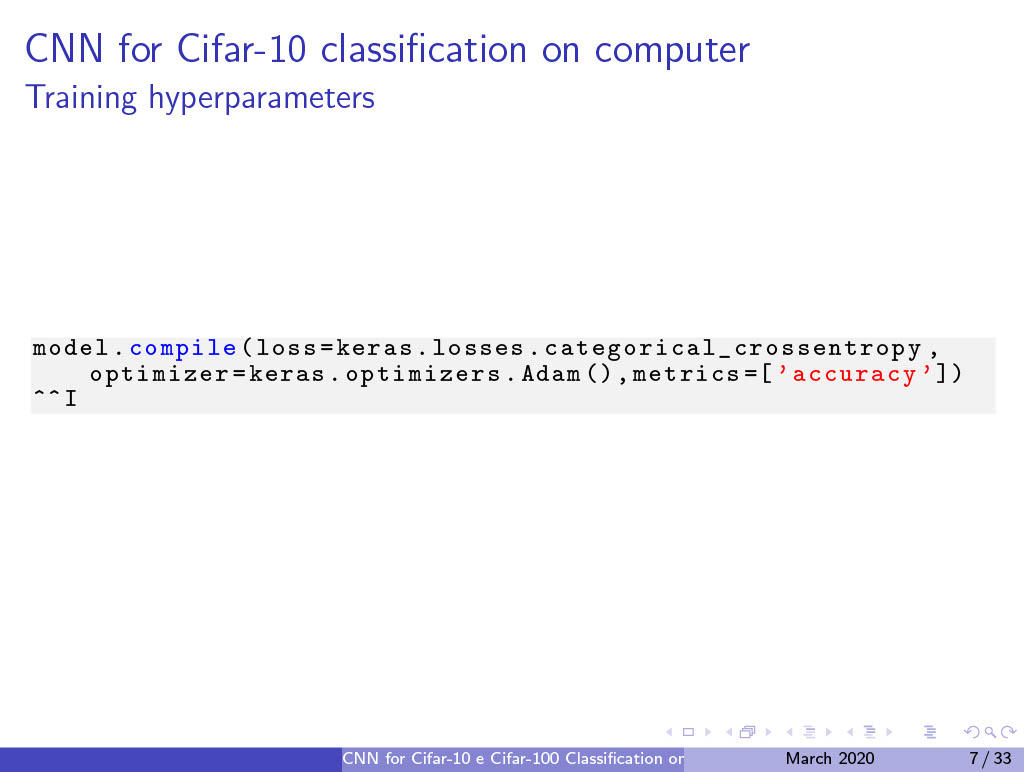 CNN for Cifar-10 classification on computer
Training hyperparameters
model.compile(loss=keras.losses.categorical_crossentropy,
optimizer=keras.optimizers.Adam(),metrics=['accuracy'])
^^I
CNN for Cifar-10 e Cifar-100 Classification or
March 2020
7 / 33